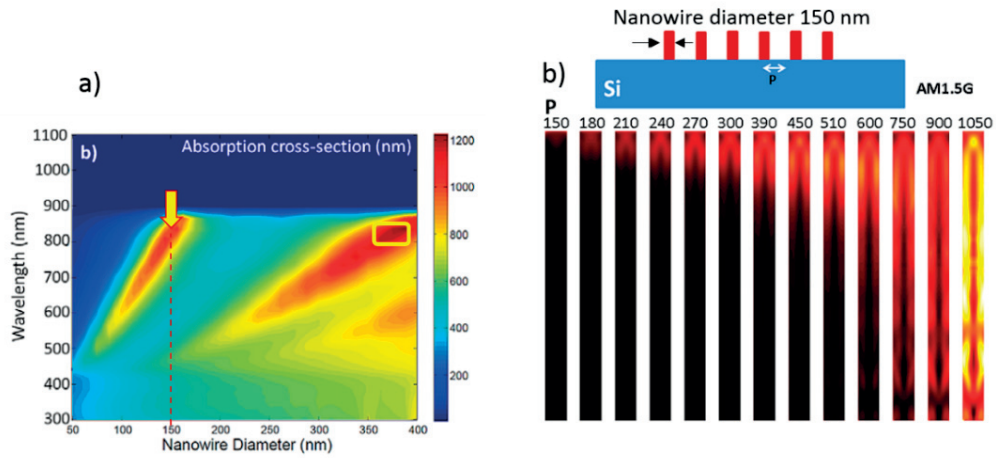 a)
b)
Absorption cross-section (nm)
1100
1000
900
800
700
600
500
400
300
Wavelength (nm)
50
100
150
200
250
300
350
400
Nanowire Diameter (nm)
1200
1000
800
600
400
200
Nanowire diameter 150 nm
b)
P
Si
P
AM1.5G
150 180 210 240 270 300 390 450 510 600 750 900 1050